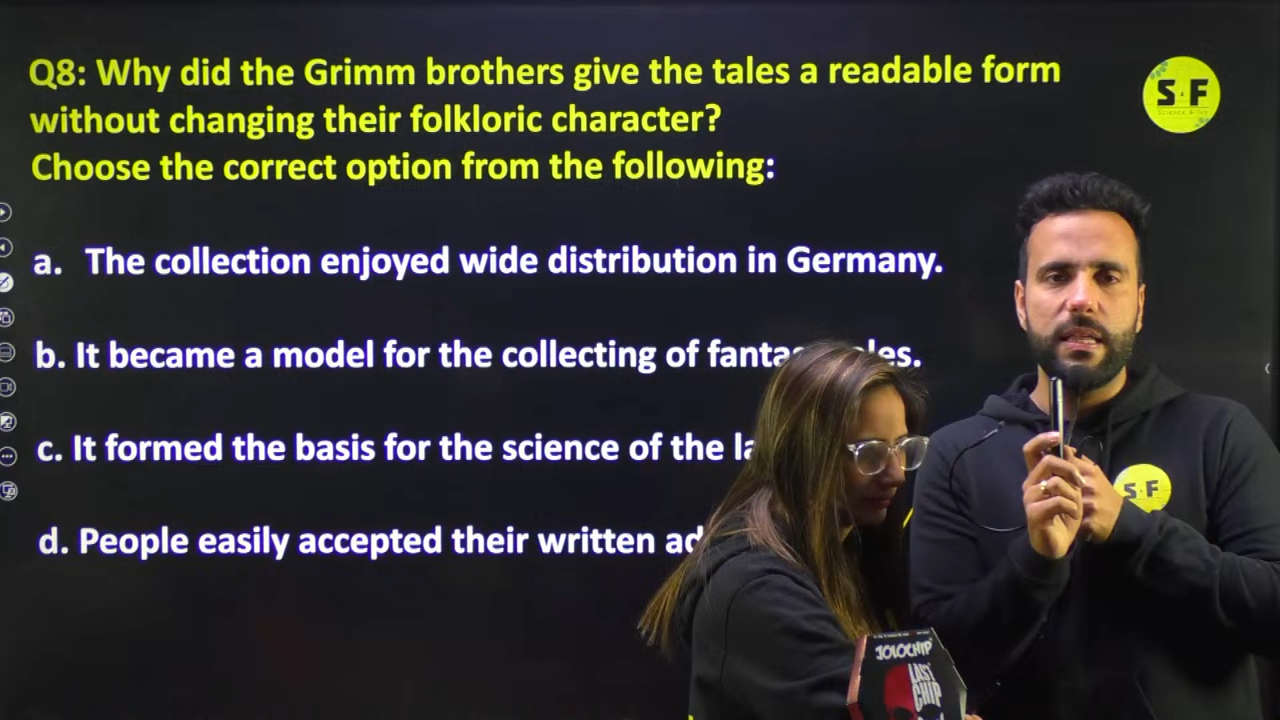 Q8: Why did the Grimm brothers give the tales a readable form
without changing their folkloric character?
Choose the correct option from the following:
S F
a. The collection enjoyed wide distribution in Germany.
b. It became a model for the collecting of
c. It formed the basis for the science of the
d. People easily accepted their written
S F
JOLOCHIP
LAST
CHIP